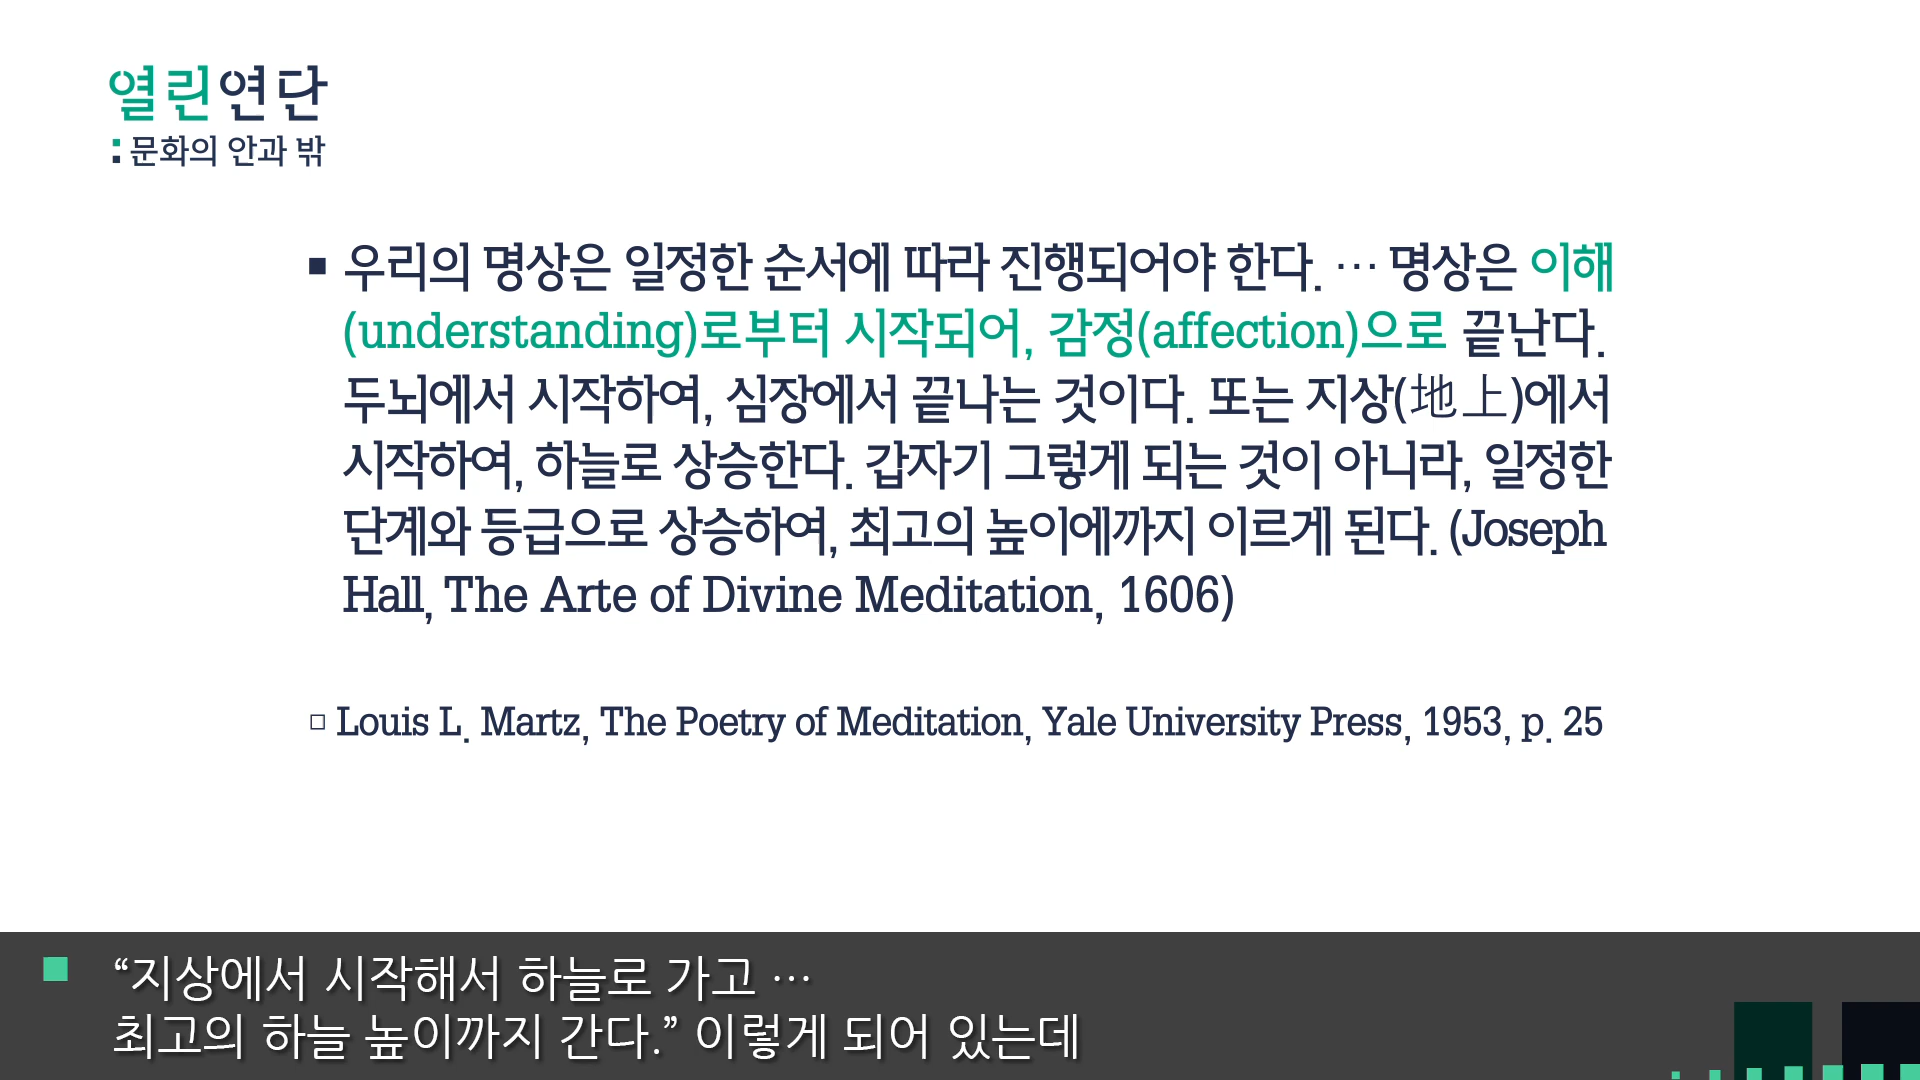 열린연단
:문화의 안과 밖
▪ 우리의 명상은 일정한 순서에 따라 진행되어야 한다. ··· 명상은 이해
(understanding)로부터 시작되어, 감정(affection)으로 끝난다.
두뇌에서 시작하여, 심장에서 끝나는 것이다. 또는 지상(地上)에서
시작하여, 하늘로 상승한다. 갑자기 그렇게 되는 것이 아니라, 일정한
단계와 등급으로 상승하여, 최고의 높이에까지 이르게 된다. (Joseph
Hall, The Arte of Divine Meditation, 1606)
▫ Louis L. Martz, The Poetry of Meditation, Yale University Press, 1953, p. 25
“지상에서 시작해서 하늘로 가고 ···
최고의 하늘 높이까지 간다.” 이렇게 되어 있는데